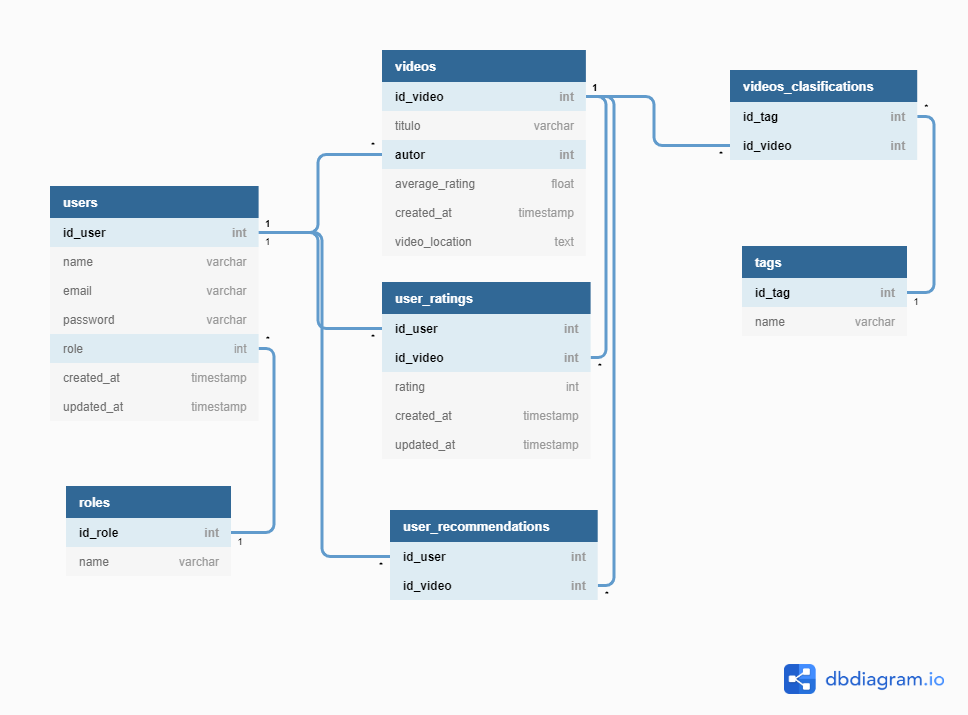 videos
id_video int
titulo varchar
autor int
average_rating float
created_at timestamp
video_location text
videos_clasifications
id_tag int
id_video int
users
id_user int
name varchar
email varchar
password varchar
role int
created_at timestamp
updated_at timestamp
user_ratings
id_user int
id_video int
rating int
created_at timestamp
updated_at timestamp
tags
id_tag int
name varchar
roles
id_role int
name varchar
user_recommendations
id_user int
id_video int
1
*
*
*
1
1
*
*
*
1
1
*
*
dbdiagram.io